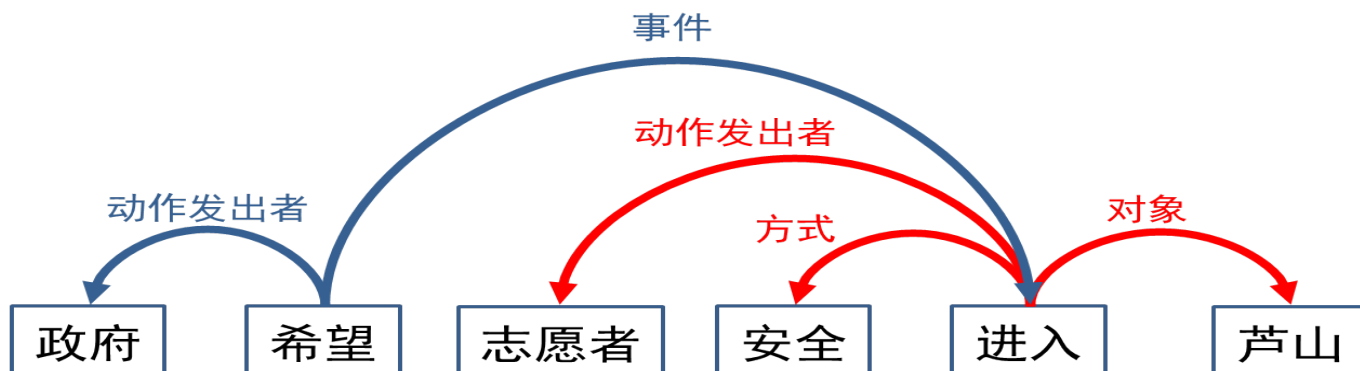 事件
动作发出者
动作发出者
方式
对象
政府 希望 志愿者 安全 进入 芦山